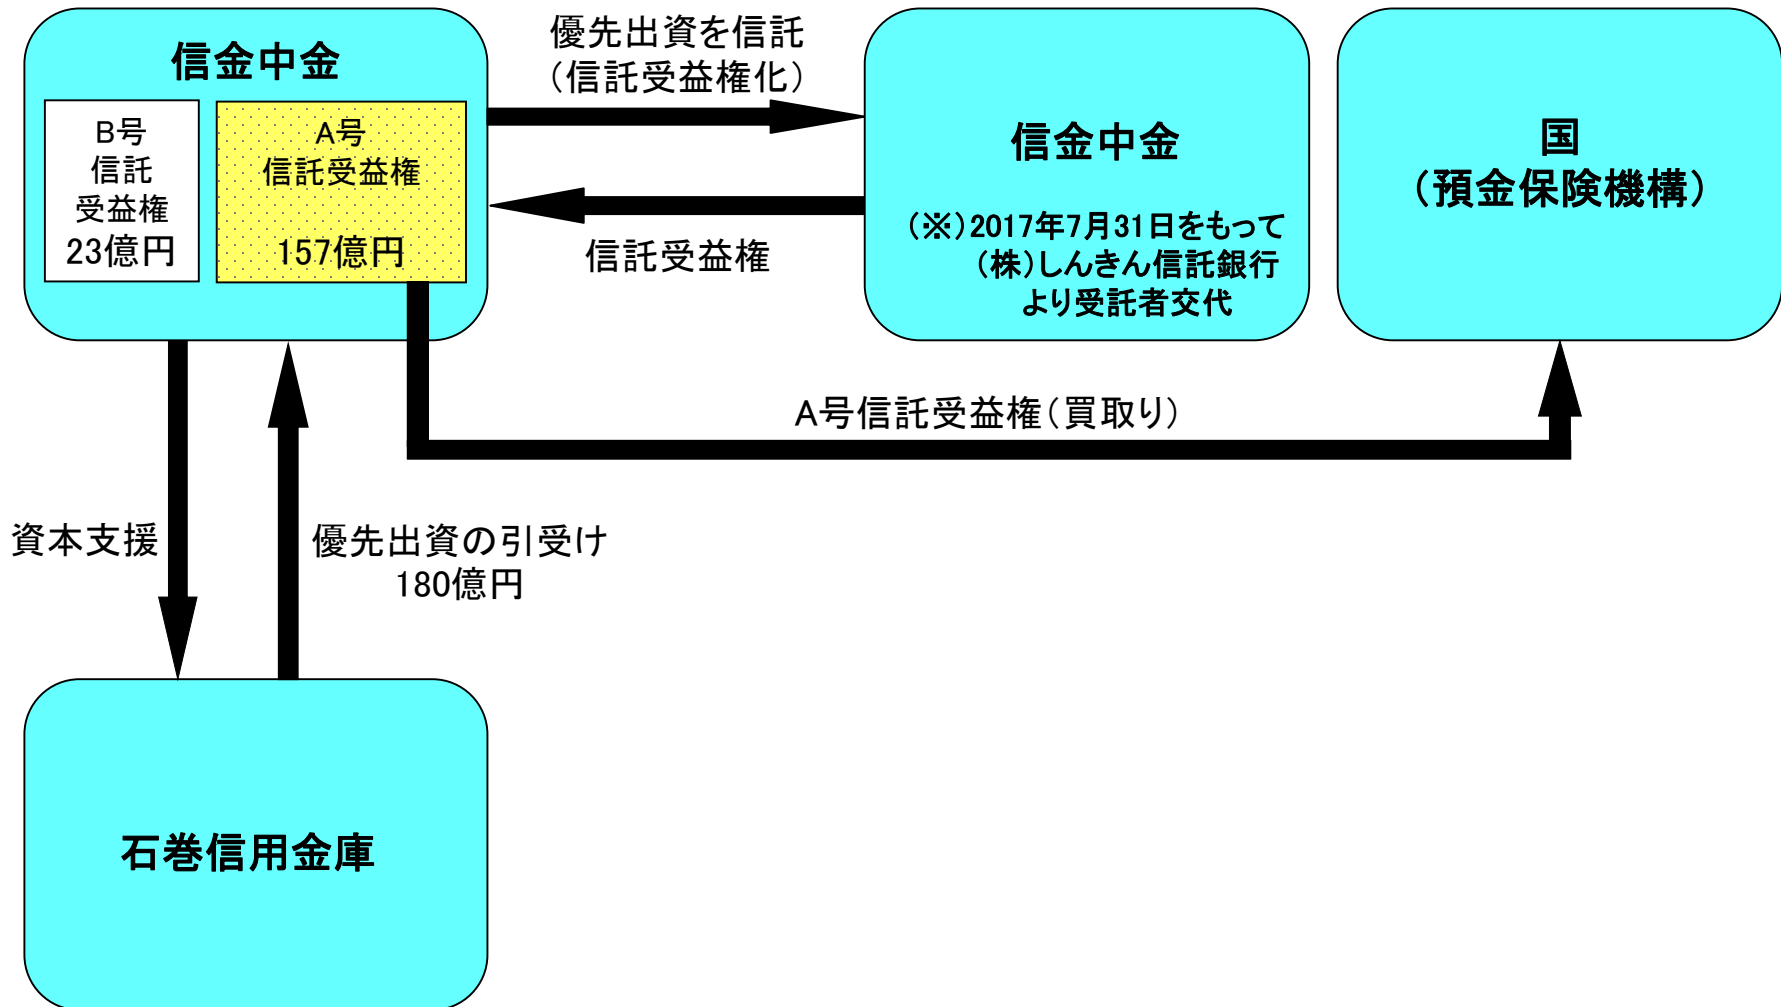 信金中金
B号
信託
受益権
23億円
A号
信託受益権
157億円
優先出資を信託
（信託受益権化）
信託受益権
信金中金
（※）2017年7月31日をもって
（株）しんきん信託銀行
より受託者交代
国
（預金保険機構）
A号信託受益権（買取り）
資本支援
優先出資の引受け
180億円
石巻信用金庫